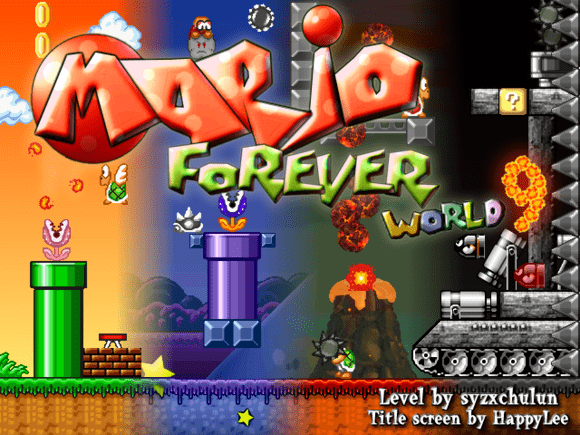 MARIO
FOREVER
WORLD 9
?
Level by syzxchulun
Title screen by HappyLee